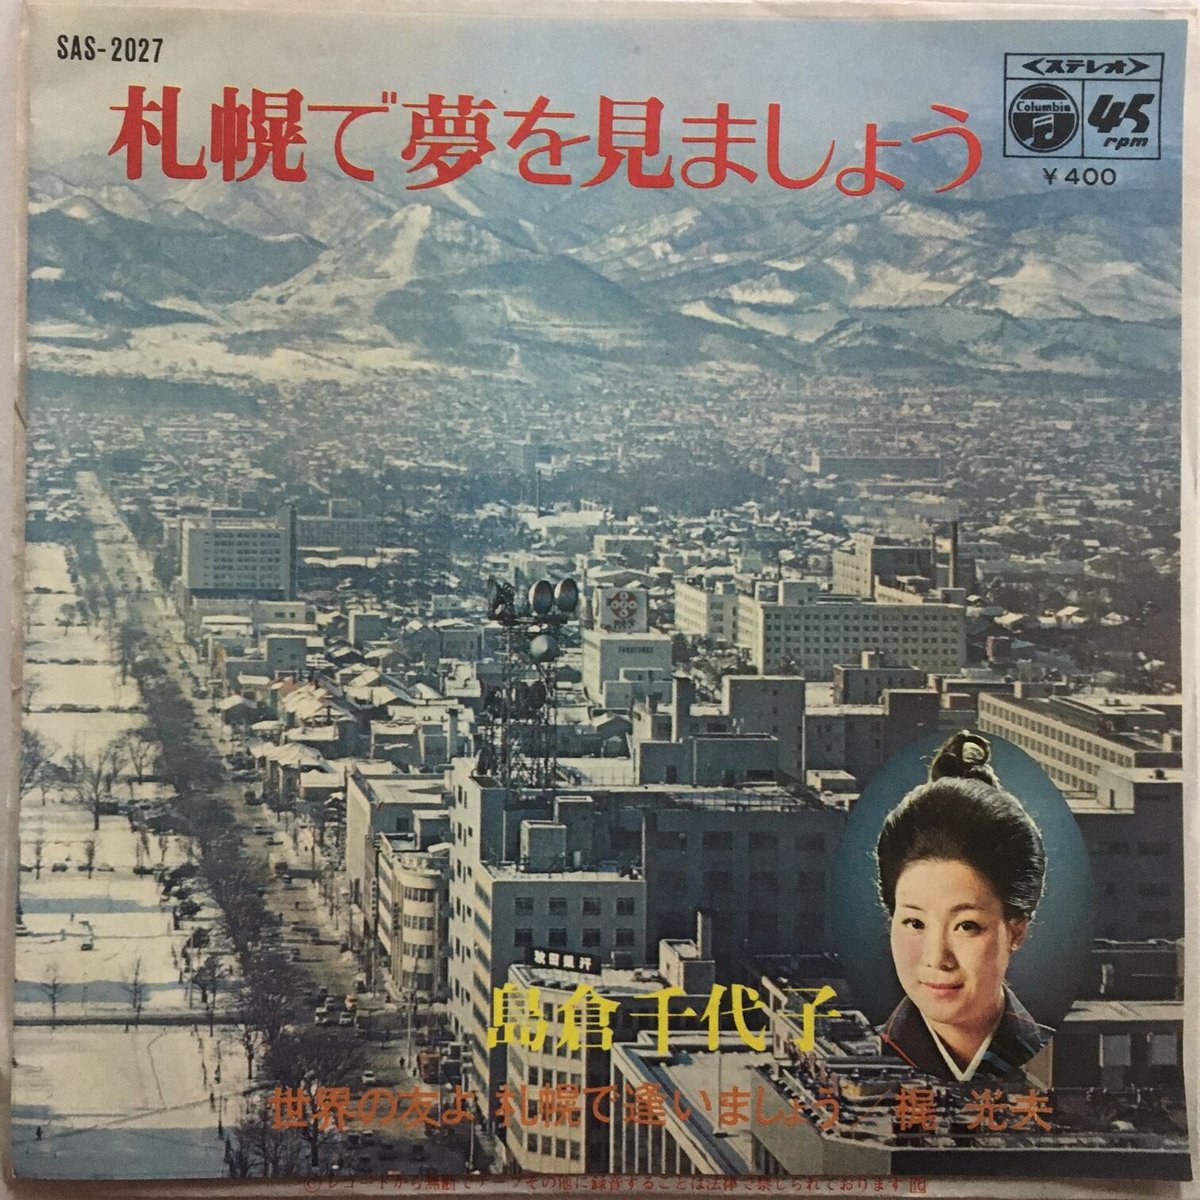 SAS-2027
<ステレオ>
Columbia
45 rpm
¥400
札幌で夢を見ましょう
秋田銀行
島倉千代子
世界の友よ 札幌で逢いましょう/梶 光夫
レコードから無断でテープその他に録音することは法律で禁じられております